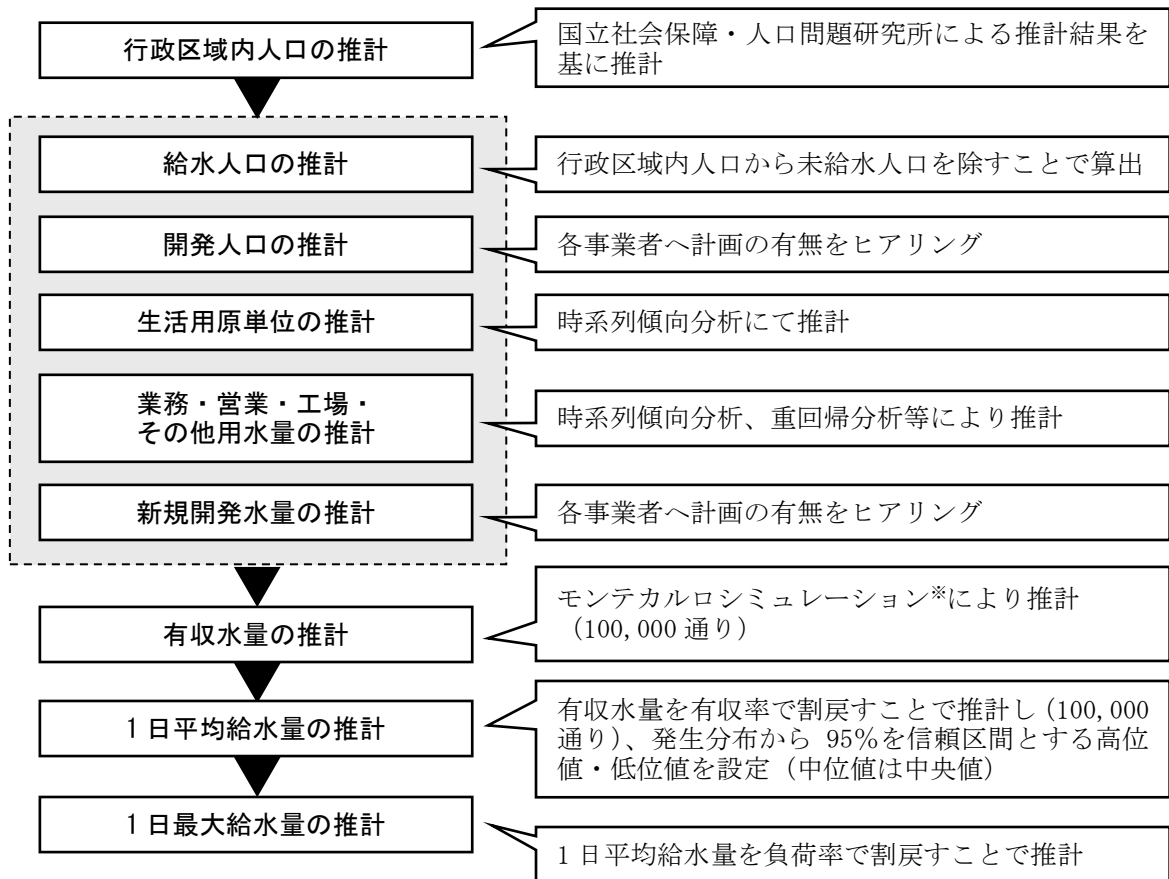 行政区域内人口の推計
国立社会保障・人口問題研究所による推計結果を
基に推計
給水人口の推計
行政区域内人口から未給水人口を除すことで算出
開発人口の推計
各事業者へ計画の有無をヒアリング
生活用原単位の推計
時系列傾向分析にて推計
業務・営業・工場・
その他用水量の推計
時系列傾向分析、重回帰分析等により推計
新規開発水量の推計
各事業者へ計画の有無をヒアリング
有収水量の推計
モンテカルロシミュレーション※により推計
（100,000 通り）
1日平均給水量の推計
有収水量を有収率で割戻すことで推計し（100,000
通り）、発生分布から 95％を信頼区間とする高位
値・低位値を設定（中位値は中央値）
1日最大給水量の推計
1日平均給水量を負荷率で割戻すことで推計